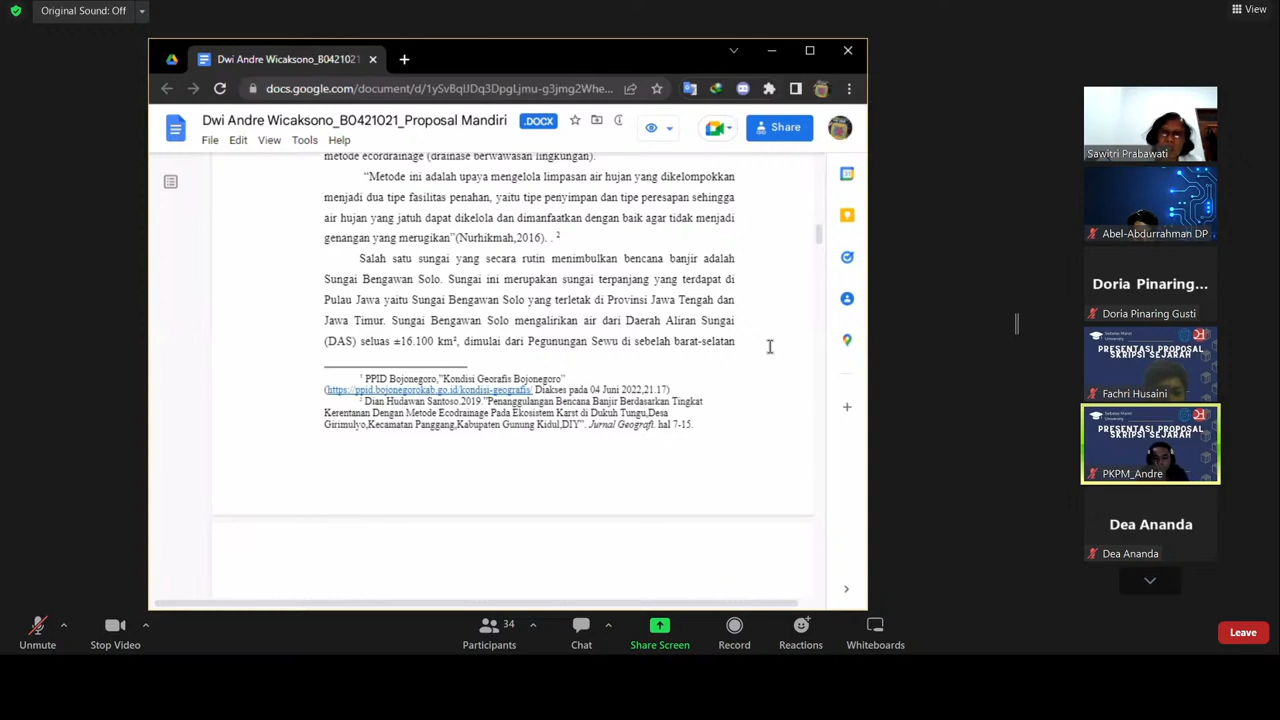 Original Sound: Off
View
Dwi Andre Wicaksono_B0421021
docs.google.com/document/d/1ySvBqlJDq3DpgLjmu-g3jmg2Whe...
Dwi Andre Wicaksono_B0421021_Proposal Mandiri .DOCX
Share
File Edit View Tools Help
metode ecordrainage (drainase berwawasan lingkungan).
“Metode ini adalah upaya mengelola limpasan air hujan yang dikelompokkan
menjadi dua tipe fasilitas penahan, yaitu tipe penyimpan dan tipe peresapan sehingga
air hujan yang jatuh dapat dikelola dan dimanfaatkan dengan baik agar tidak menjadi
genangan yang merugikan”(Nurhikmah,2016). . 2
Salah satu sungai yang secara rutin menimbulkan bencana banjir adalah
Sungai Bengawan Solo. Sungai ini merupakan sungai terpanjang yang terdapat di
Pulau Jawa yaitu Sungai Bengawan Solo yang terletak di Provinsi Jawa Tengah dan
Jawa Timur. Sungai Bengawan Solo mengalirikan air dari Daerah Aliran Sungai
(DAS) seluas ±16.100 km², dimulai dari Pegunungan Sewu di sebelah barat-selatan
1 PPID Bojonegoro,”Kondisi Georafis Bojonegoro”
(https://ppid.bojonegorokab.go.id/kondisi-geografis/ Diakses pada 04 Juni 2022,21.17)
2 Dian Hudawan Santoso.2019.”Penanggulangan Bencana Banjir Berdasarkan Tingkat
Kerentanan Dengan Metode Ecodrainage Pada Ekosistem Karst di Dukuh Tungu,Desa
Girimulyo,Kecamatan Panggang,Kabupaten Gunung Kidul,DIY”. Jurnal Geografi. hal 7-15.
Sawitri Prabawati
Abel-Abdurrahman DP
Doria Pinaring...
Doria Pinaring Gusti
Sebelas Maret University
PRESENTASI PROPOSAL
SKRIPSI SEJARAH
Fachri Husaini
Sebelas Maret University
PRESENTASI PROPOSAL
SKRIPSI SEJARAH
PKPM_Andre
Dea Ananda
Dea Ananda
34
Unmute
Stop Video
Participants
Chat
Share Screen
Record
Reactions
Whiteboards
Leave